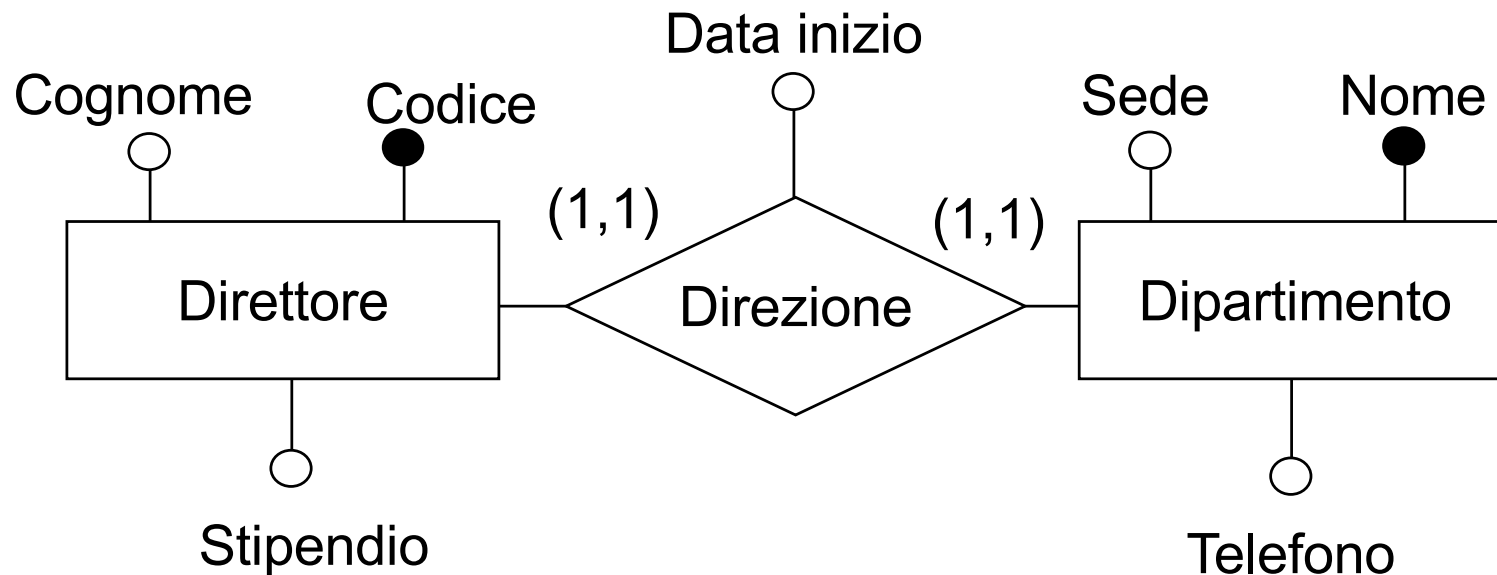 Data inizio
Cognome
Codice
Sede
Nome
(1,1)
(1,1)
Direttore
Direzione
Dipartimento
Stipendio
Telefono